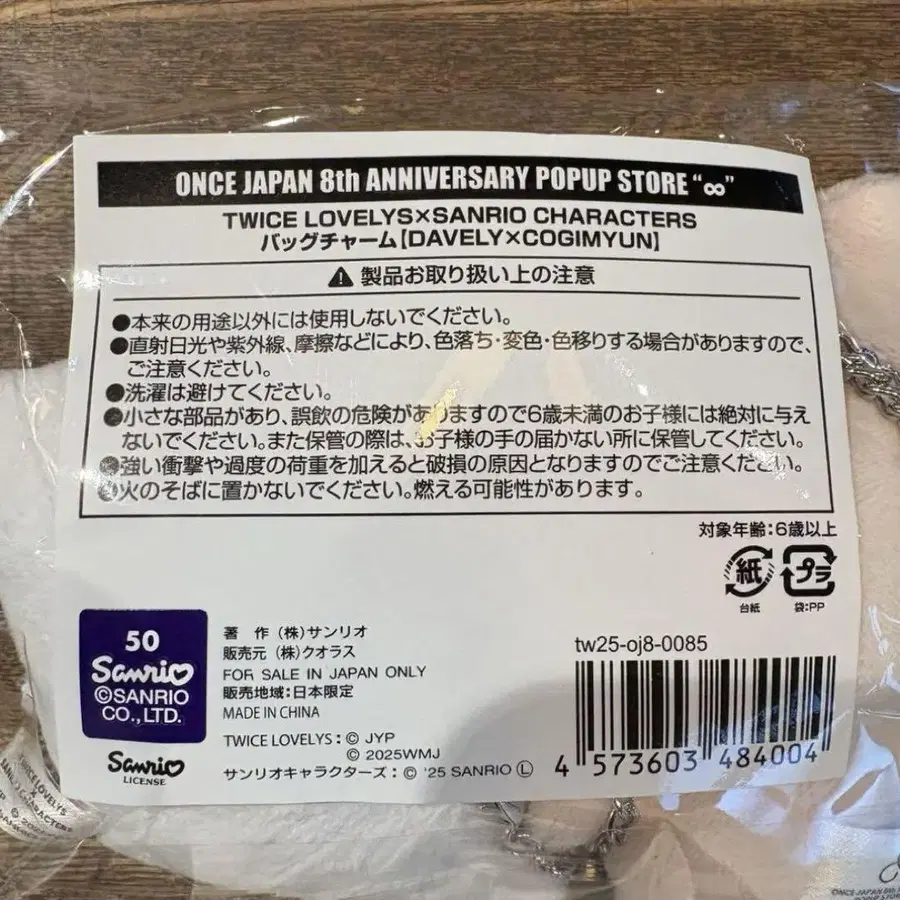 ONCE JAPAN 8th ANNIVERSARY POPUP STORE “∞”
TWICE LOVELYS×SANRIO CHARACTERS
バッグチャーム【DAVELY×COGIMYUN】
製品お取り扱い上の注意
●本来の用途以外には使用しないでください。
●直射日光や紫外線、摩擦などにより、色落ち・変色・色移りする場合がありますので、
ご注意ください。
●洗濯は避けてください。
●小さな部品があり、誤飲の危険がありますので6歳未満のお子様には絶対に与え
ないでください。また保管の際は、お子様の手の届かない所に保管してください。
●強い衝撃や過度の荷重を加えると破損の原因となりますのでご注意ください。
●火のそばに置かないでください。燃える可能性があります。
対象年齢：6歳以上
紙
プラ
台紙
袋:PP
50
Sanrio
©SANRIO
CO.,LTD.
Sanrio
LICENSE
著 作 （株）サンリオ
販売元 （株）クオラス
FOR SALE IN JAPAN ONLY
販売地域：日本限定
MADE IN CHINA
TWICE LOVELYS：© JYP
© 2025WMJ
サンリオキャラクターズ：© '25 SANRIO Ⓛ
tw25-oj8-0085
4 573603 484004
TWICE LOVELYS
×
SANRIO CHARACTERS
ONCE JAPAN 8th
POPUP STORE